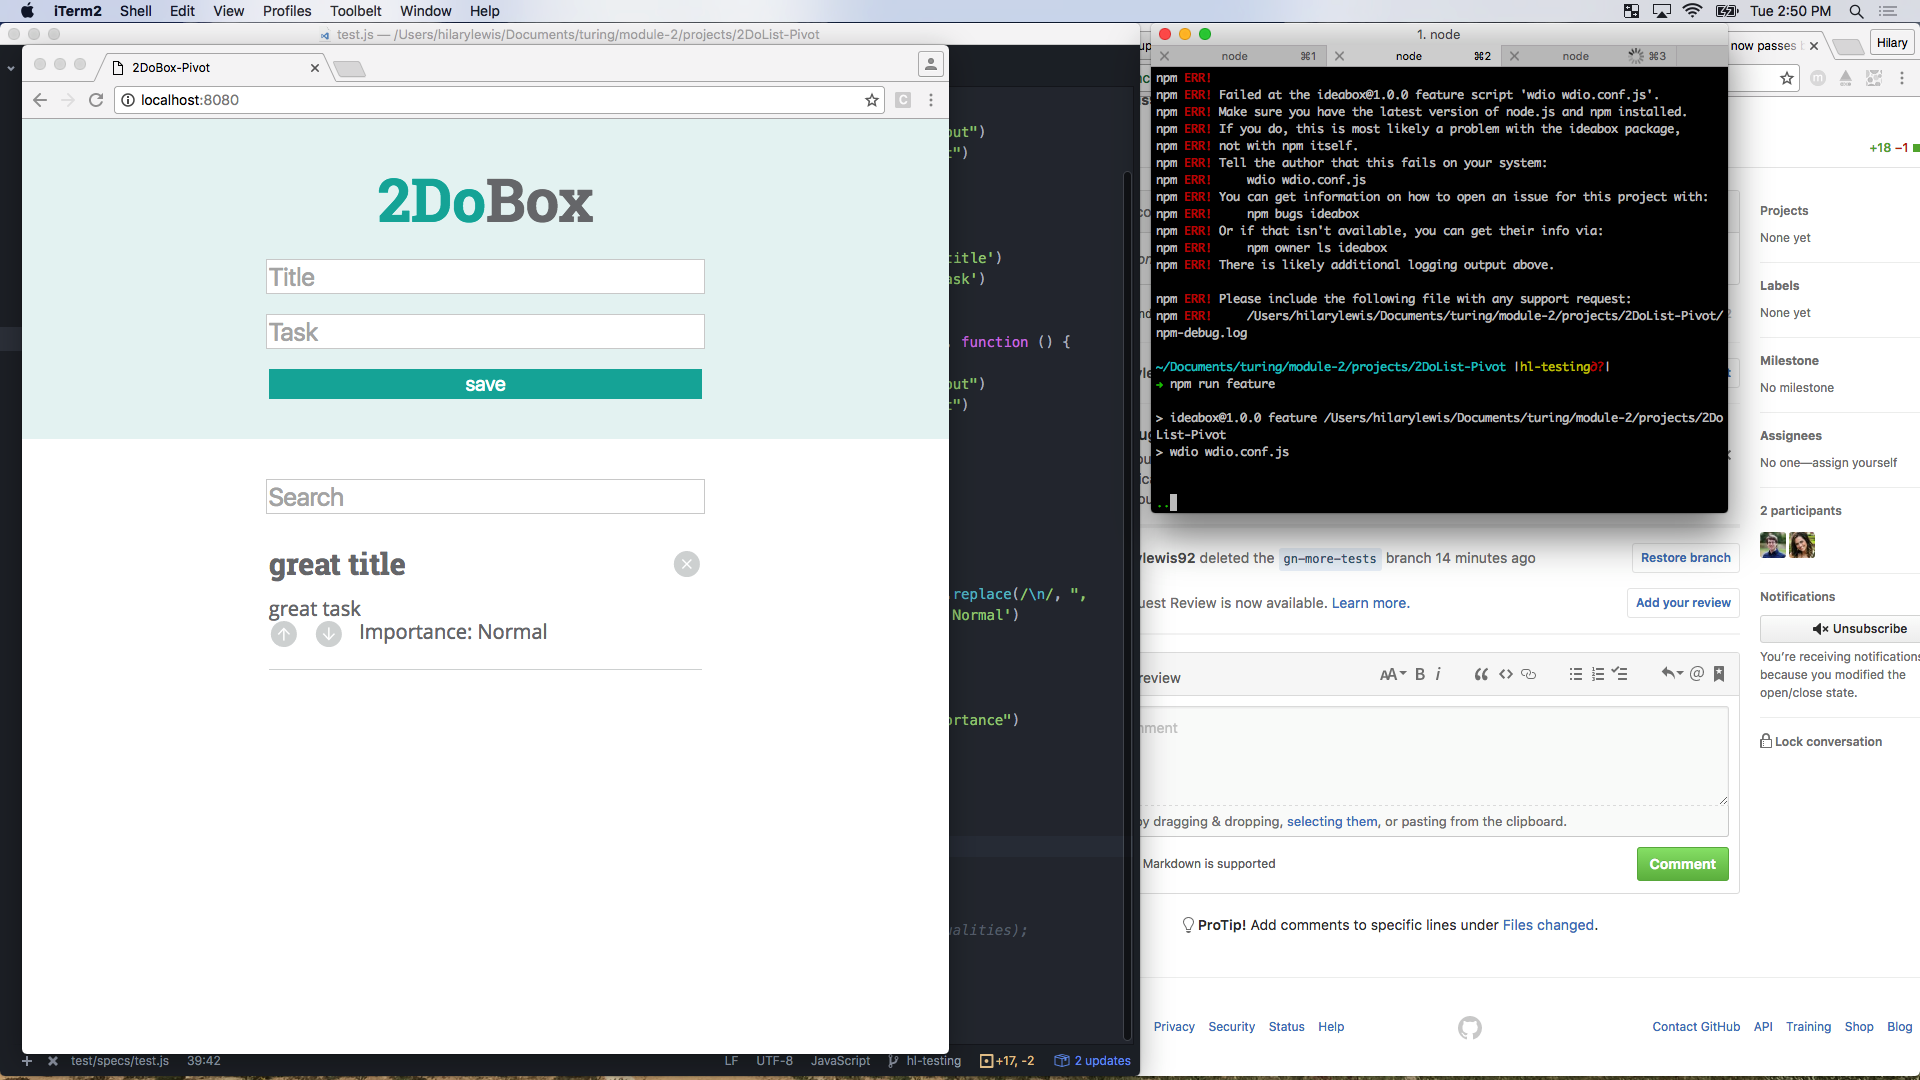 iTerm2 Shell Edit View Profiles Toolbelt Window Help
Tue 2:50 PM
test.js — /Users/hilarylewis/Documents/turing/module-2/projects/2DoList-Pivot
2DoBox-Pivot
localhost:8080
2DoBox
Title
Task
save
Search
great title
great task
Importance: Normal
out")
t")
title')
ask')
, function () {
out")
t")
.replace(/\n/, ",
Normal')
ortance")
ualities);
test/specs/test.js 39:42
LF UTF-8 JavaScript hl-testing +17, -2 2 updates
1. node
node ⌘1 node ⌘2 node ⌘3
npm ERR!
npm ERR! Failed at the ideabox@1.0.0 feature script 'wdio wdio.conf.js'.
npm ERR! Make sure you have the latest version of node.js and npm installed.
npm ERR! If you do, this is most likely a problem with the ideabox package,
npm ERR! not with npm itself.
npm ERR! Tell the author that this fails on your system:
npm ERR!     wdio wdio.conf.js
npm ERR! You can get information on how to open an issue for this project with:
npm ERR!     npm bugs ideabox
npm ERR! Or if that isn't available, you can get their info via:
npm ERR!     npm owner ls ideabox
npm ERR! There is likely additional logging output above.
npm ERR! Please include the following file with any support request:
npm ERR!     /Users/hilarylewis/Documents/turing/module-2/projects/2DoList-Pivot/
npm-debug.log
~/Documents/turing/module-2/projects/2DoList-Pivot |hl-testing?|
➜ npm run feature
> ideabox@1.0.0 feature /Users/hilarylewis/Documents/turing/module-2/projects/2Do
List-Pivot
> wdio wdio.conf.js
..
now passes
Hilary
+18 −1
Projects
None yet
Labels
None yet
Milestone
No milestone
Assignees
No one—assign yourself
2 participants
Notifications
Unsubscribe
You're receiving notifications
because you modified the
open/close state.
Lock conversation
lewis92 deleted the gn-more-tests branch 14 minutes ago
Restore branch
uest Review is now available. Learn more.
Add your review
review
AA B i
mment
by dragging & dropping, selecting them, or pasting from the clipboard.
Markdown is supported
Comment
ProTip! Add comments to specific lines under Files changed.
Privacy Security Status Help
Contact GitHub API Training Shop Blog